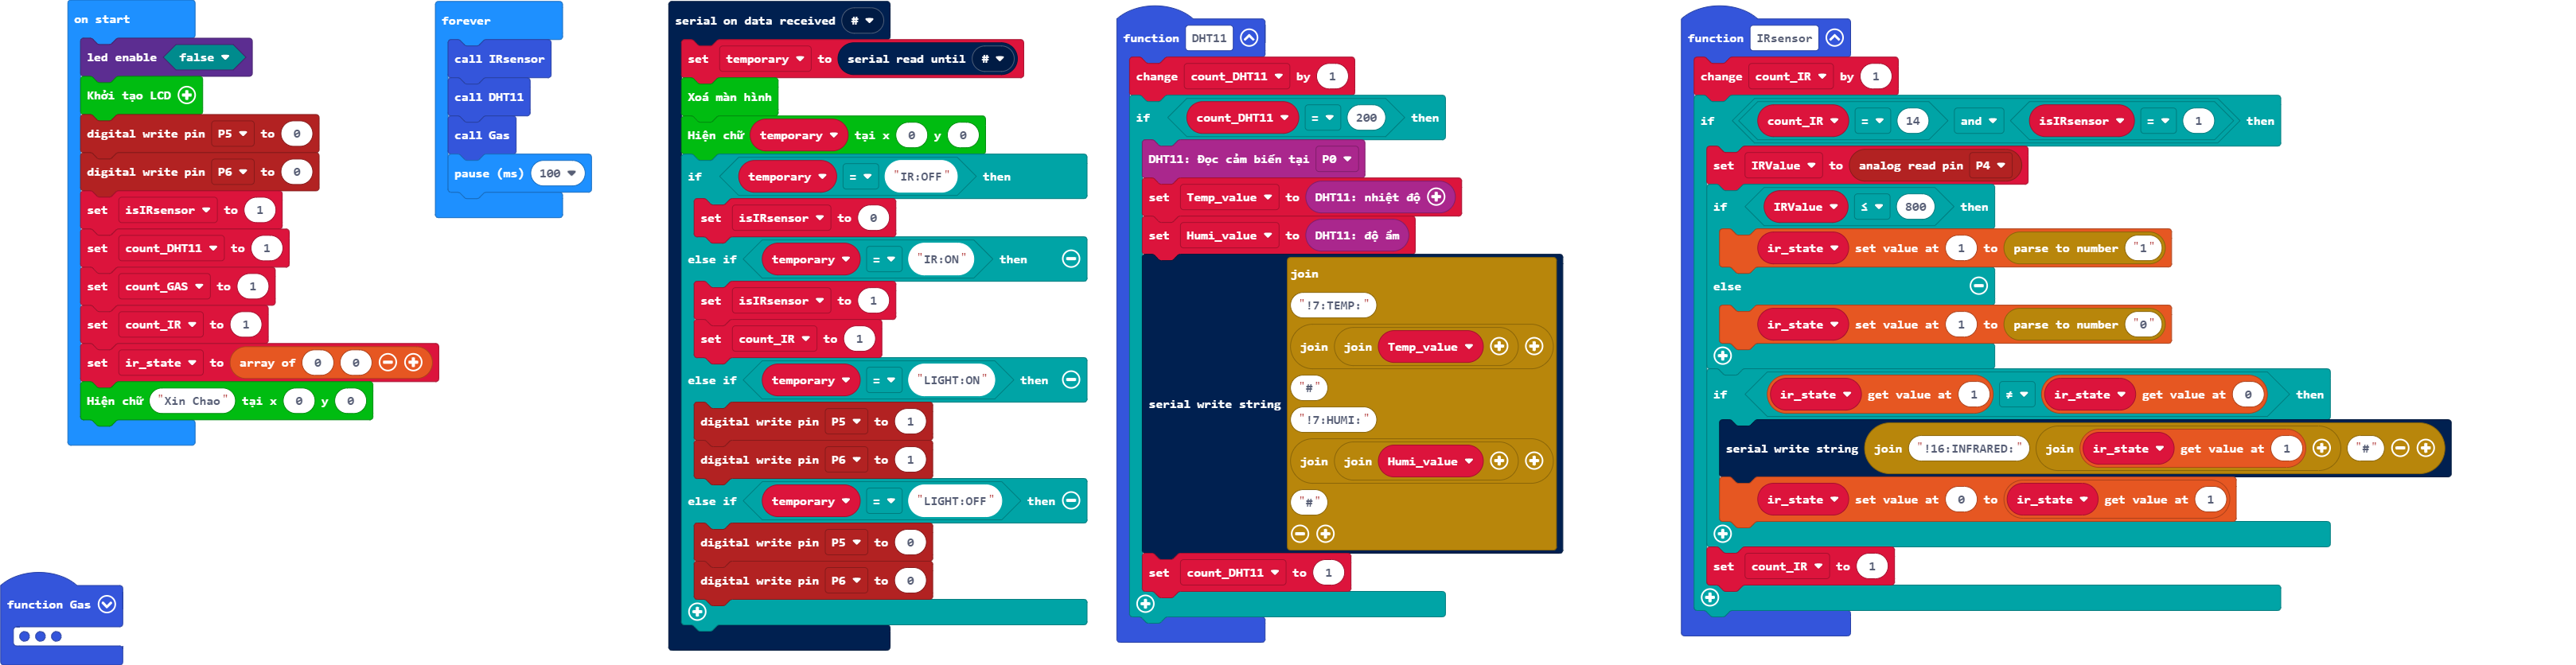 on start
led enable false
Khởi tạo LCD
digital write pin P5 to 0
digital write pin P6 to 0
set isIRsensor to 1
set count_DHT11 to 1
set count_GAS to 1
set count_IR to 1
set ir_state to array of 0 0
Hiện chữ "Xin Chao" tại x 0 y 0
forever
call IRsensor
call DHT11
call Gas
pause (ms) 100
function Gas
serial on data received #
set temporary to serial read until #
Xoá màn hình
Hiện chữ temporary tại x 0 y 0
if temporary = "IR:OFF" then
set isIRsensor to 0
else if temporary = "IR:ON" then
set isIRsensor to 1
set count_IR to 1
else if temporary = "LIGHT:ON" then
digital write pin P5 to 1
digital write pin P6 to 1
else if temporary = "LIGHT:OFF" then
digital write pin P5 to 0
digital write pin P6 to 0
function DHT11
change count_DHT11 by 1
if count_DHT11 = 200 then
DHT11: Đọc cảm biến tại P0
set Temp_value to DHT11: nhiệt độ
set Humi_value to DHT11: độ ẩm
serial write string
join
"!7:TEMP:"
join join Temp_value
"#"
"!7:HUMI:"
join join Humi_value
"#"
set count_DHT11 to 1
function IRsensor
change count_IR by 1
if count_IR = 14 and isIRsensor = 1 then
set IRValue to analog read pin P4
if IRValue ≤ 800 then
ir_state set value at 1 to parse to number "1"
else
ir_state set value at 1 to parse to number "0"
if ir_state get value at 1 ≠ ir_state get value at 0 then
serial write string join "!16:INFRARED:" join ir_state get value at 1 "#"
ir_state set value at 0 to ir_state get value at 1
set count_IR to 1